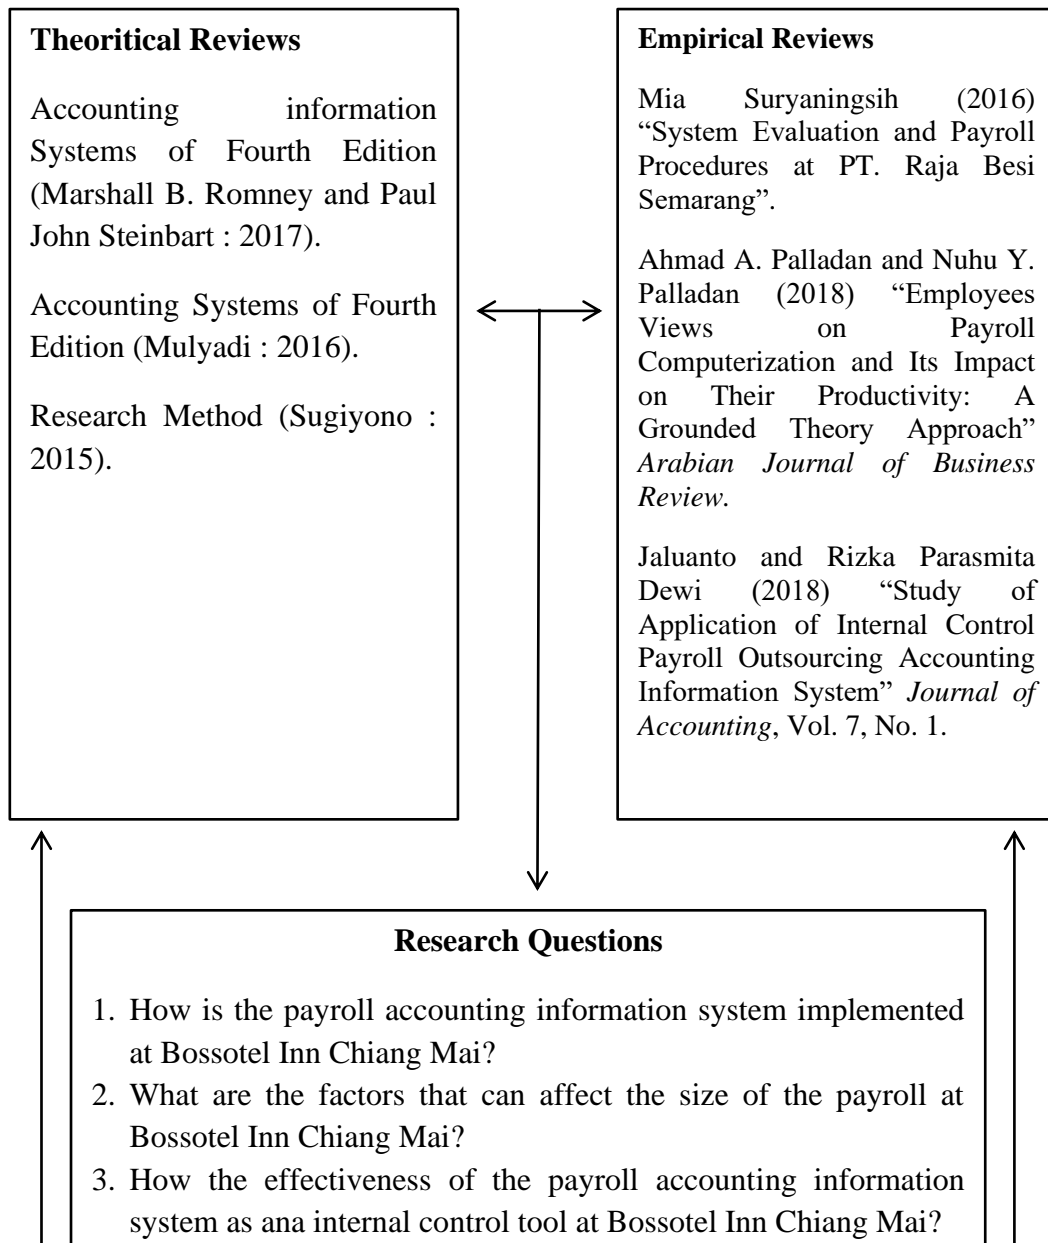 Theoritical Reviews
Accounting information
Systems of Fourth Edition
(Marshall B. Romney and Paul
John Steinbart : 2017).
Accounting Systems of Fourth
Edition (Mulyadi : 2016).
Research Method (Sugiyono :
2015).
Empirical Reviews
Mia Suryaningsih (2016)
“System Evaluation and Payroll
Procedures at PT. Raja Besi
Semarang”.
Ahmad A. Palladan and Nuhu Y.
Palladan (2018) “Employees
Views on Payroll
Computerization and Its Impact
on Their Productivity: A
Grounded Theory Approach”
Arabian Journal of Business
Review.
Jaluanto and Rizka Parasmita
Dewi (2018) “Study of
Application of Internal Control
Payroll Outsourcing Accounting
Information System” Journal of
Accounting, Vol. 7, No. 1.
Research Questions
1. How is the payroll accounting information system implemented
at Bossotel Inn Chiang Mai?
2. What are the factors that can affect the size of the payroll at
Bossotel Inn Chiang Mai?
3. How the effectiveness of the payroll accounting information
system as ana internal control tool at Bossotel Inn Chiang Mai?